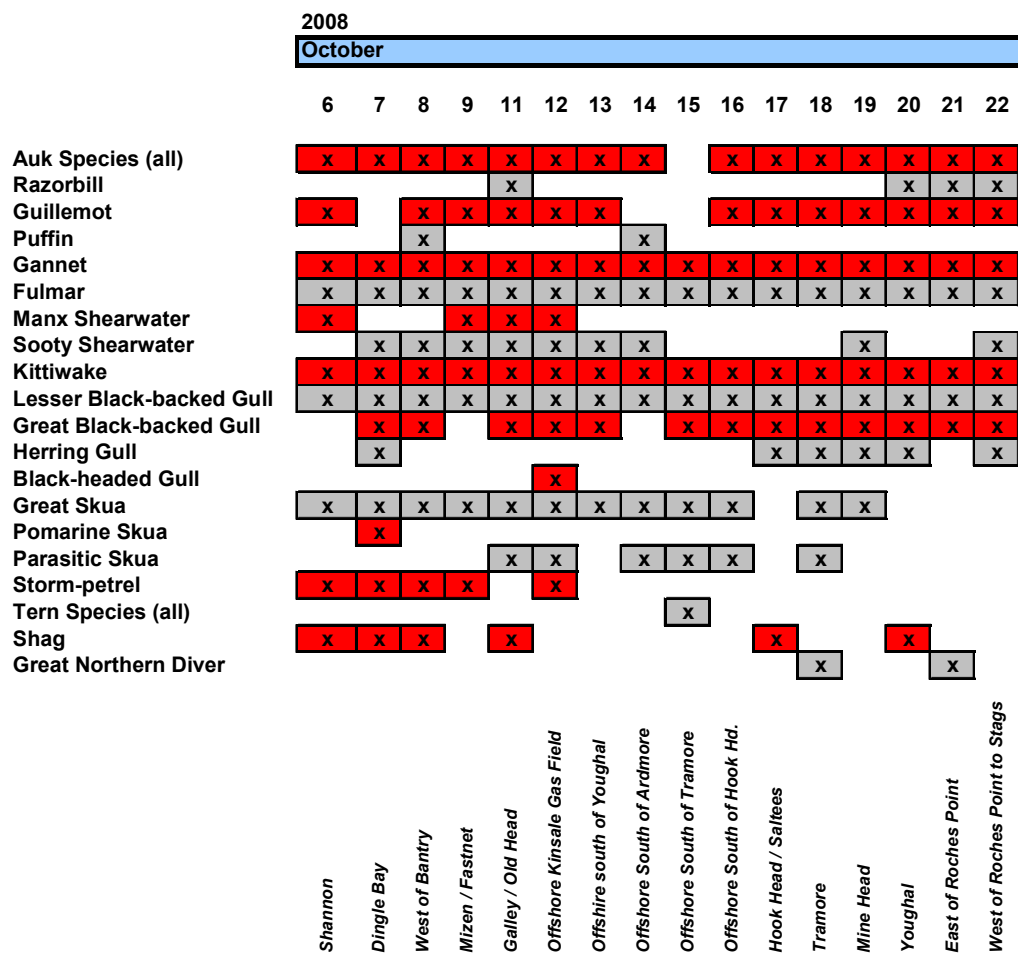 2008
October
6 7 8 9 11 12 13 14 15 16 17 18 19 20 21 22
Auk Species (all) x x x x x x x x x x x x x x x
Razorbill x x x x
Guillemot x x x x x x x x x x x x x
Puffin x x
Gannet x x x x x x x x x x x x x x x x
Fulmar x x x x x x x x x x x x x x x x
Manx Shearwater x x x x
Sooty Shearwater x x x x x x x x x
Kittiwake x x x x x x x x x x x x x x x x
Lesser Black-backed Gull x x x x x x x x x x x x x x x x
Great Black-backed Gull x x x x x x x x x x x x x
Herring Gull x x x x x x
Black-headed Gull x
Great Skua x x x x x x x x x x x x
Pomarine Skua x
Parasitic Skua x x x x x x
Storm-petrel x x x x x
Tern Species (all) x
Shag x x x x x x
Great Northern Diver x x
Shannon
Dingle Bay
West of Bantry
Mizen / Fastnet
Galley / Old Head
Offshore Kinsale Gas Field
Offshire south of Youghal
Offshore South of Ardmore
Offshore South of Tramore
Offshore South of Hook Hd.
Hook Head / Saltees
Tramore
Mine Head
Youghal
East of Roches Point
West of Roches Point to Stags